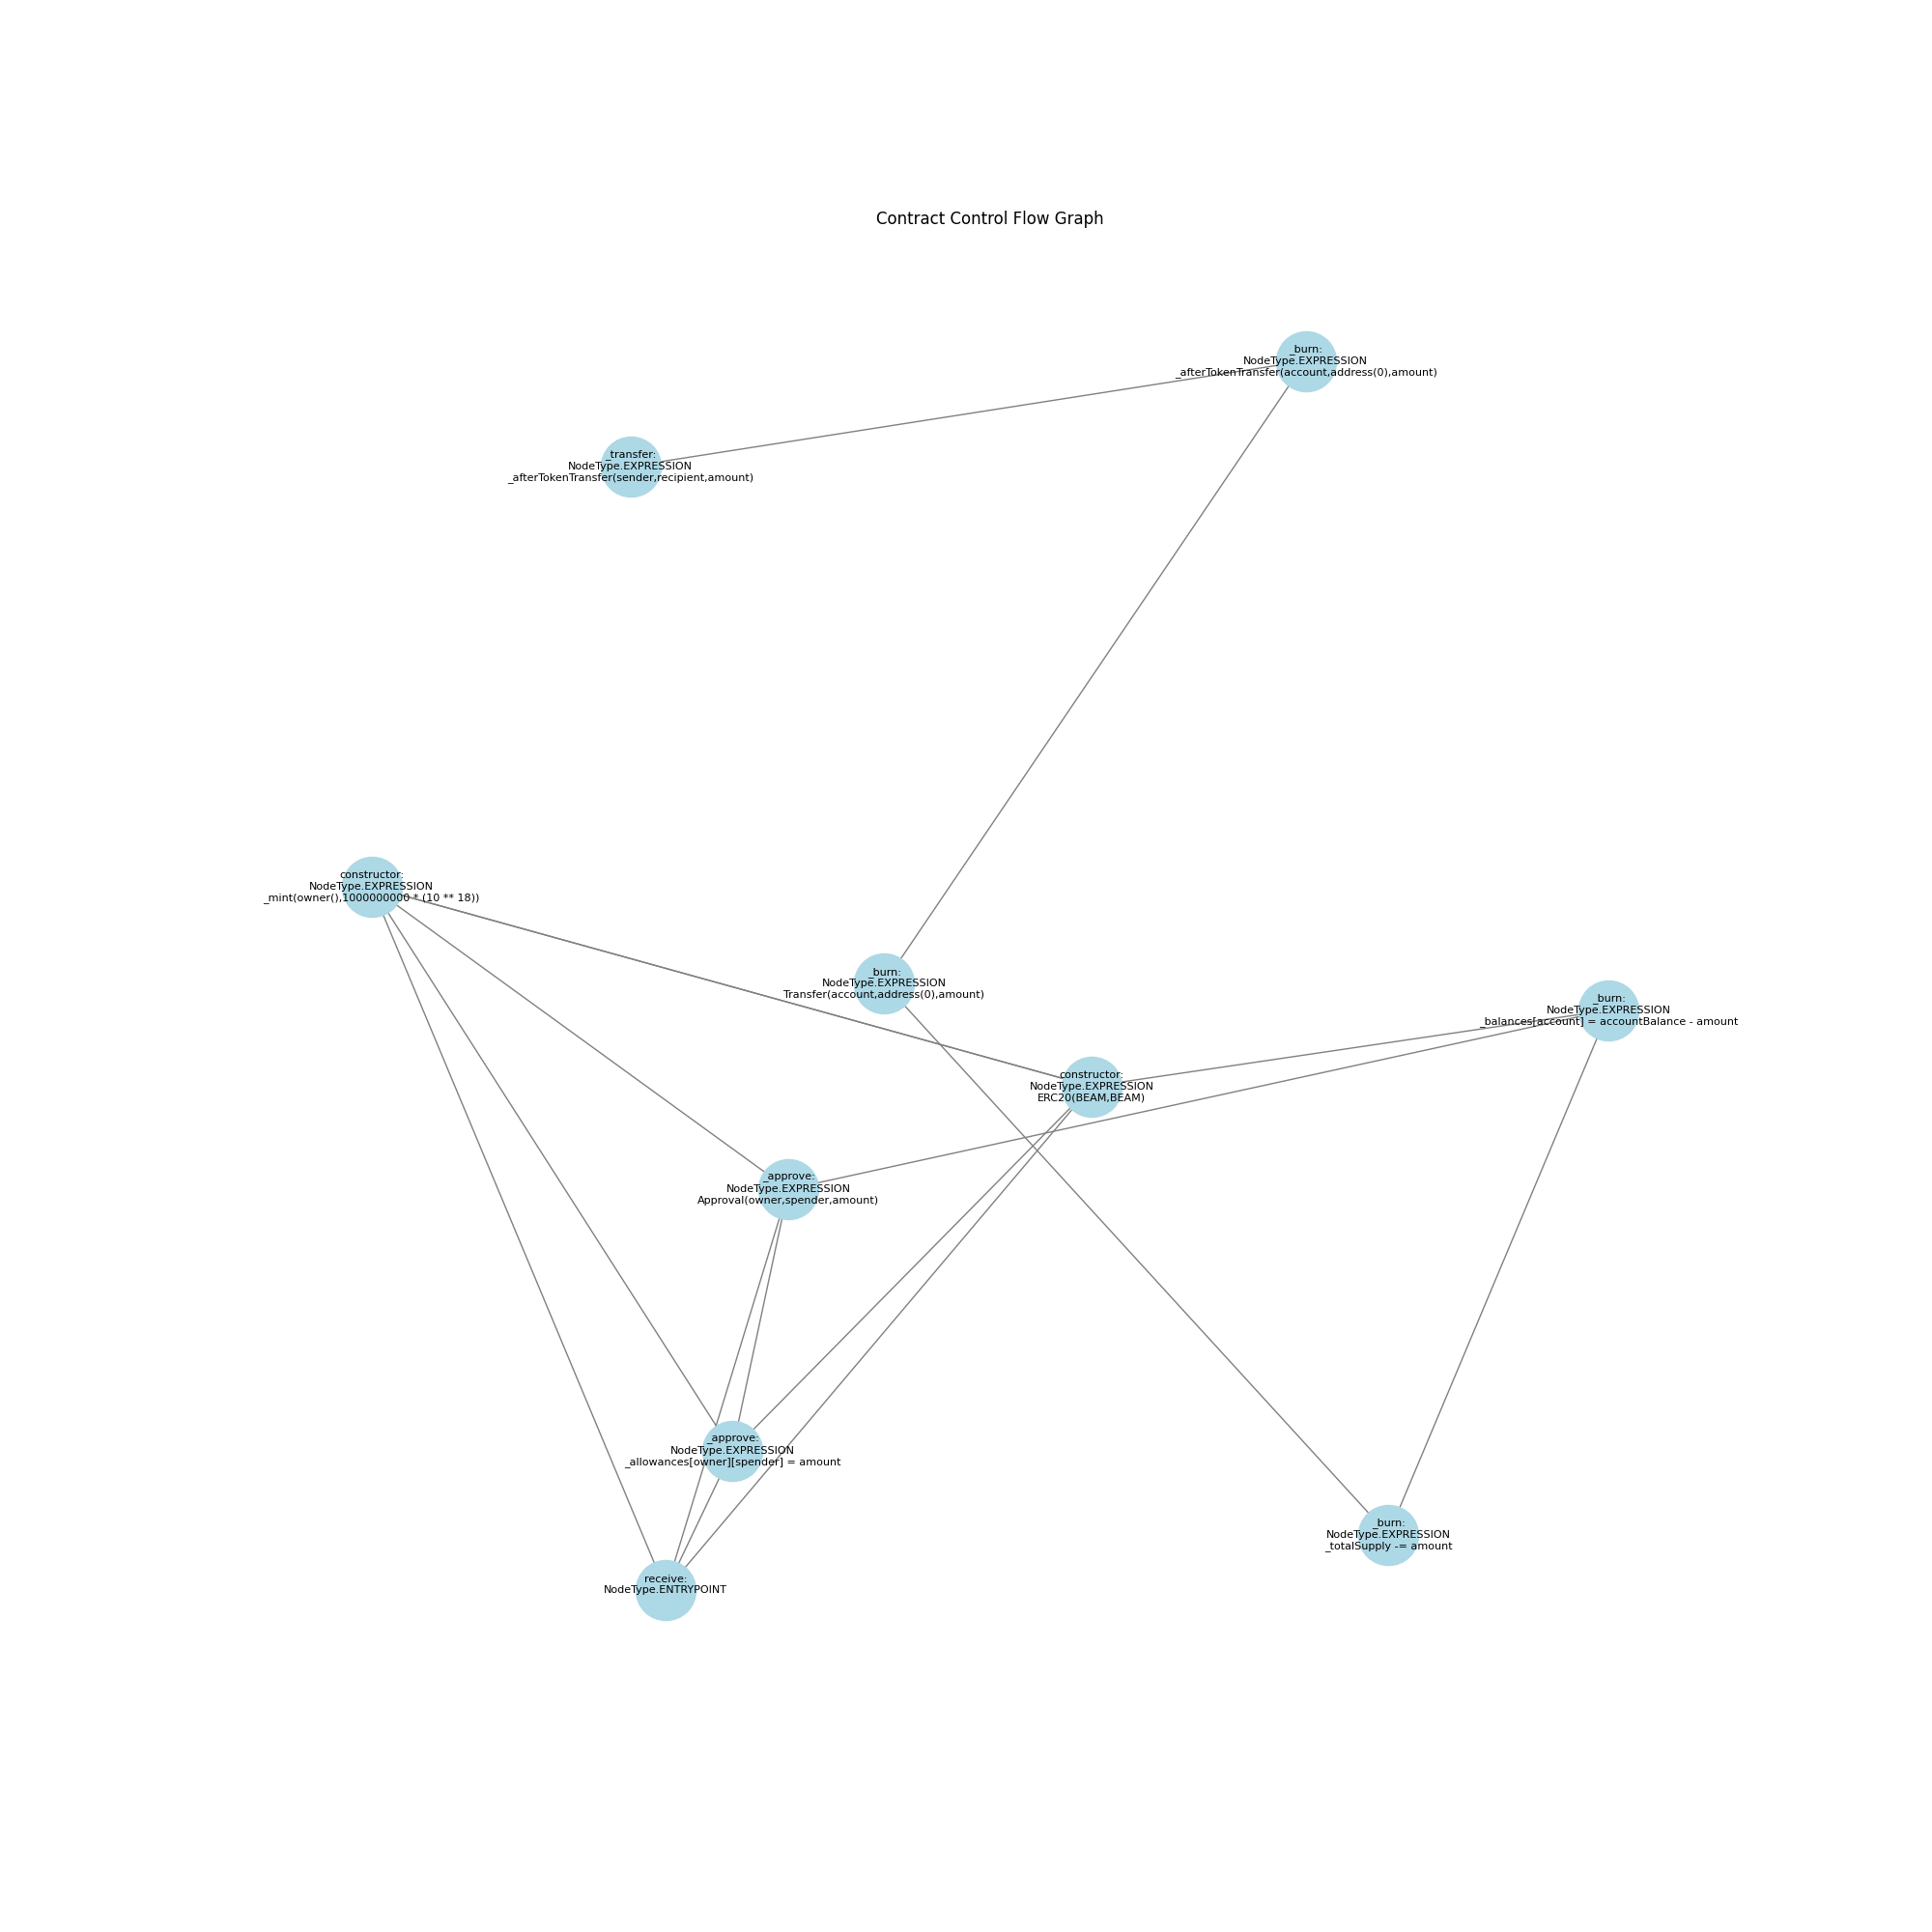 Contract Control Flow Graph
_burn:
NodeType.EXPRESSION
_afterTokenTransfer(account,address(0),amount)
_transfer:
NodeType.EXPRESSION
_afterTokenTransfer(sender,recipient,amount)
constructor:
NodeType.EXPRESSION
_mint(owner(),1000000000 * (10 ** 18))
_burn:
NodeType.EXPRESSION
Transfer(account,address(0),amount)
_burn:
NodeType.EXPRESSION
_balances[account] = accountBalance - amount
constructor:
NodeType.EXPRESSION
ERC20(BEAM,BEAM)
_approve:
NodeType.EXPRESSION
Approval(owner,spender,amount)
_approve:
NodeType.EXPRESSION
_allowances[owner][spender] = amount
_burn:
NodeType.EXPRESSION
_totalSupply -= amount
receive:
NodeType.ENTRYPOINT